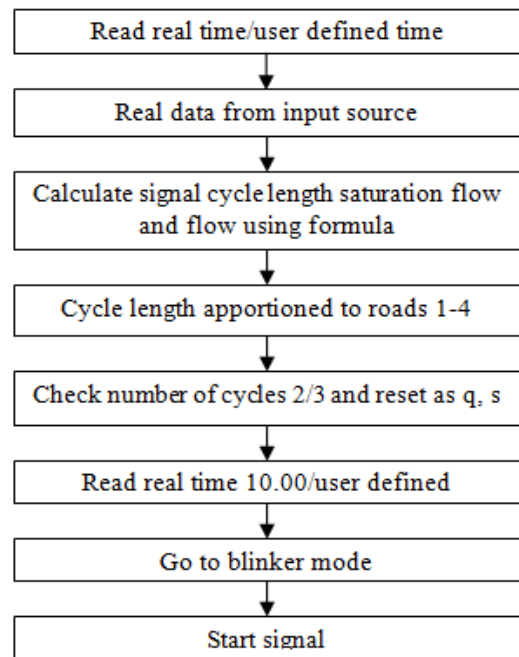 Read real time/user defined time
Real data from input source
Calculate signal cycle length saturation flow
and flow using formula
Cycle length apportioned to roads 1-4
Check number of cycles 2/3 and reset as q, s
Read real time 10.00/user defined
Go to blinker mode
Start signal